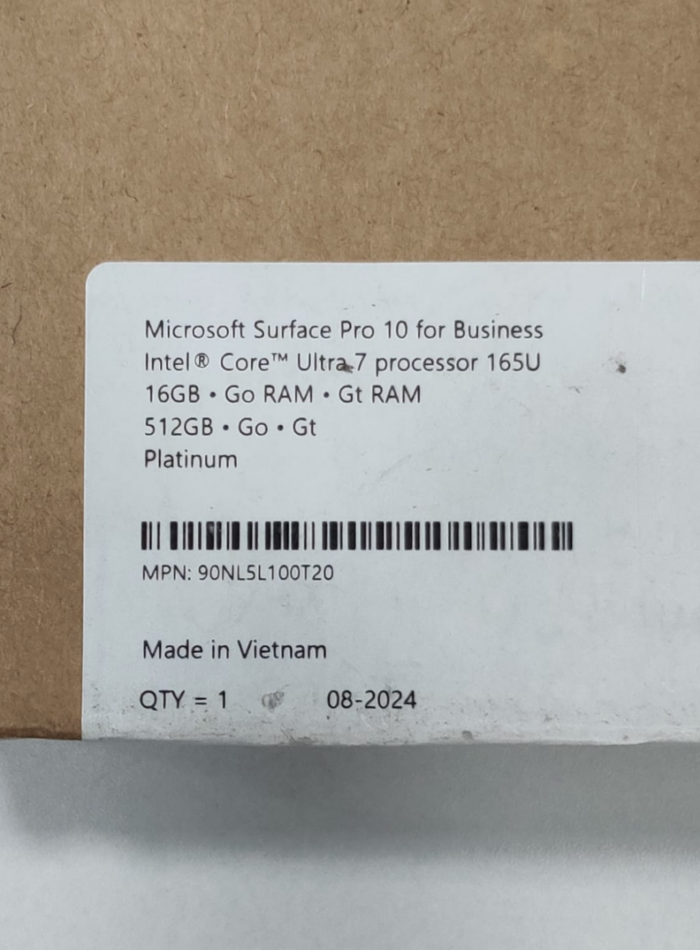 Microsoft Surface Pro 10 for Business
Intel® Core™ Ultra 7 processor 165U
16GB • Go RAM • Gt RAM
512GB • Go • Gt
Platinum
MPN: 90NL5L100T20
Made in Vietnam
QTY = 1 08-2024